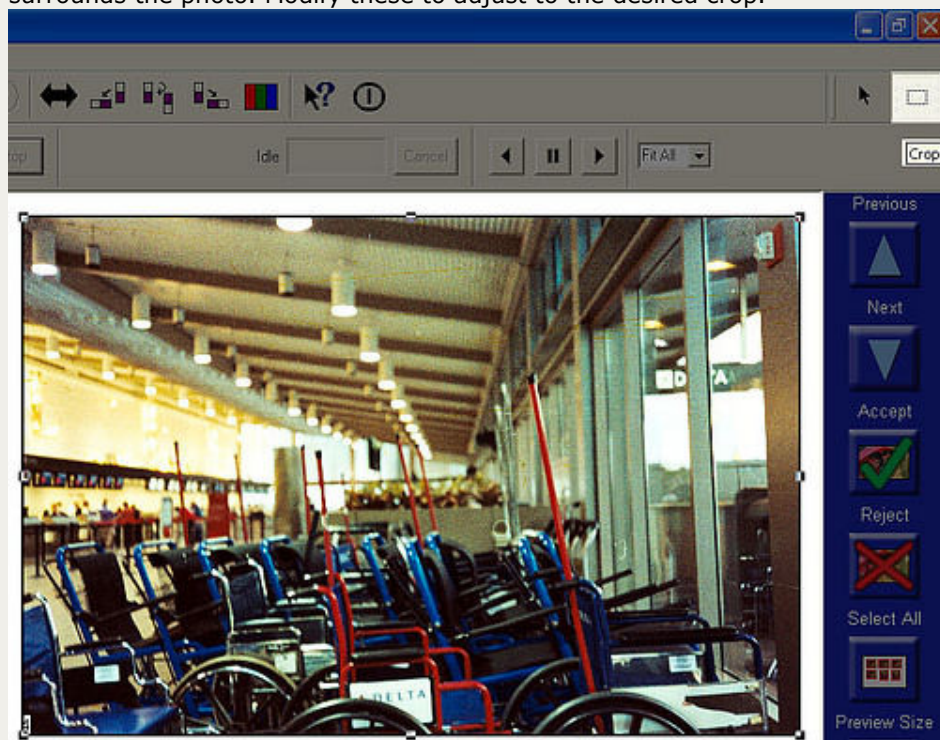 surrounds the photo. Modify these to adjust to the desired crop.
Idle
Cancel
Fit All
Crop
Previous
Next
Accept
Reject
Select All
Preview Size
DELTA